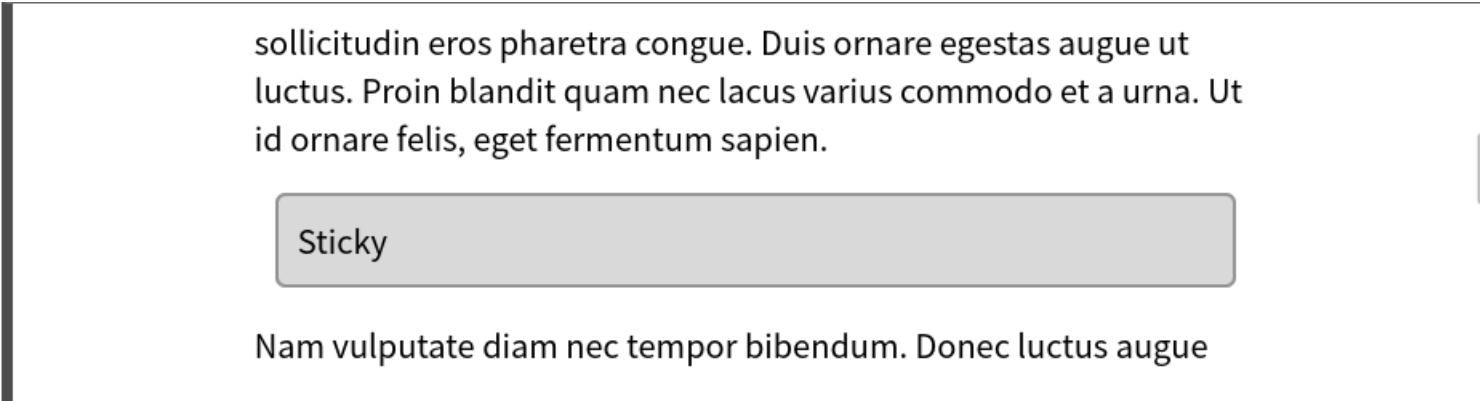 sollicitudin eros pharetra congue. Duis ornare egestas augue ut
luctus. Proin blandit quam nec lacus varius commodo et a urna. Ut
id ornare felis, eget fermentum sapien.
Sticky
Nam vulputate diam nec tempor bibendum. Donec luctus augue